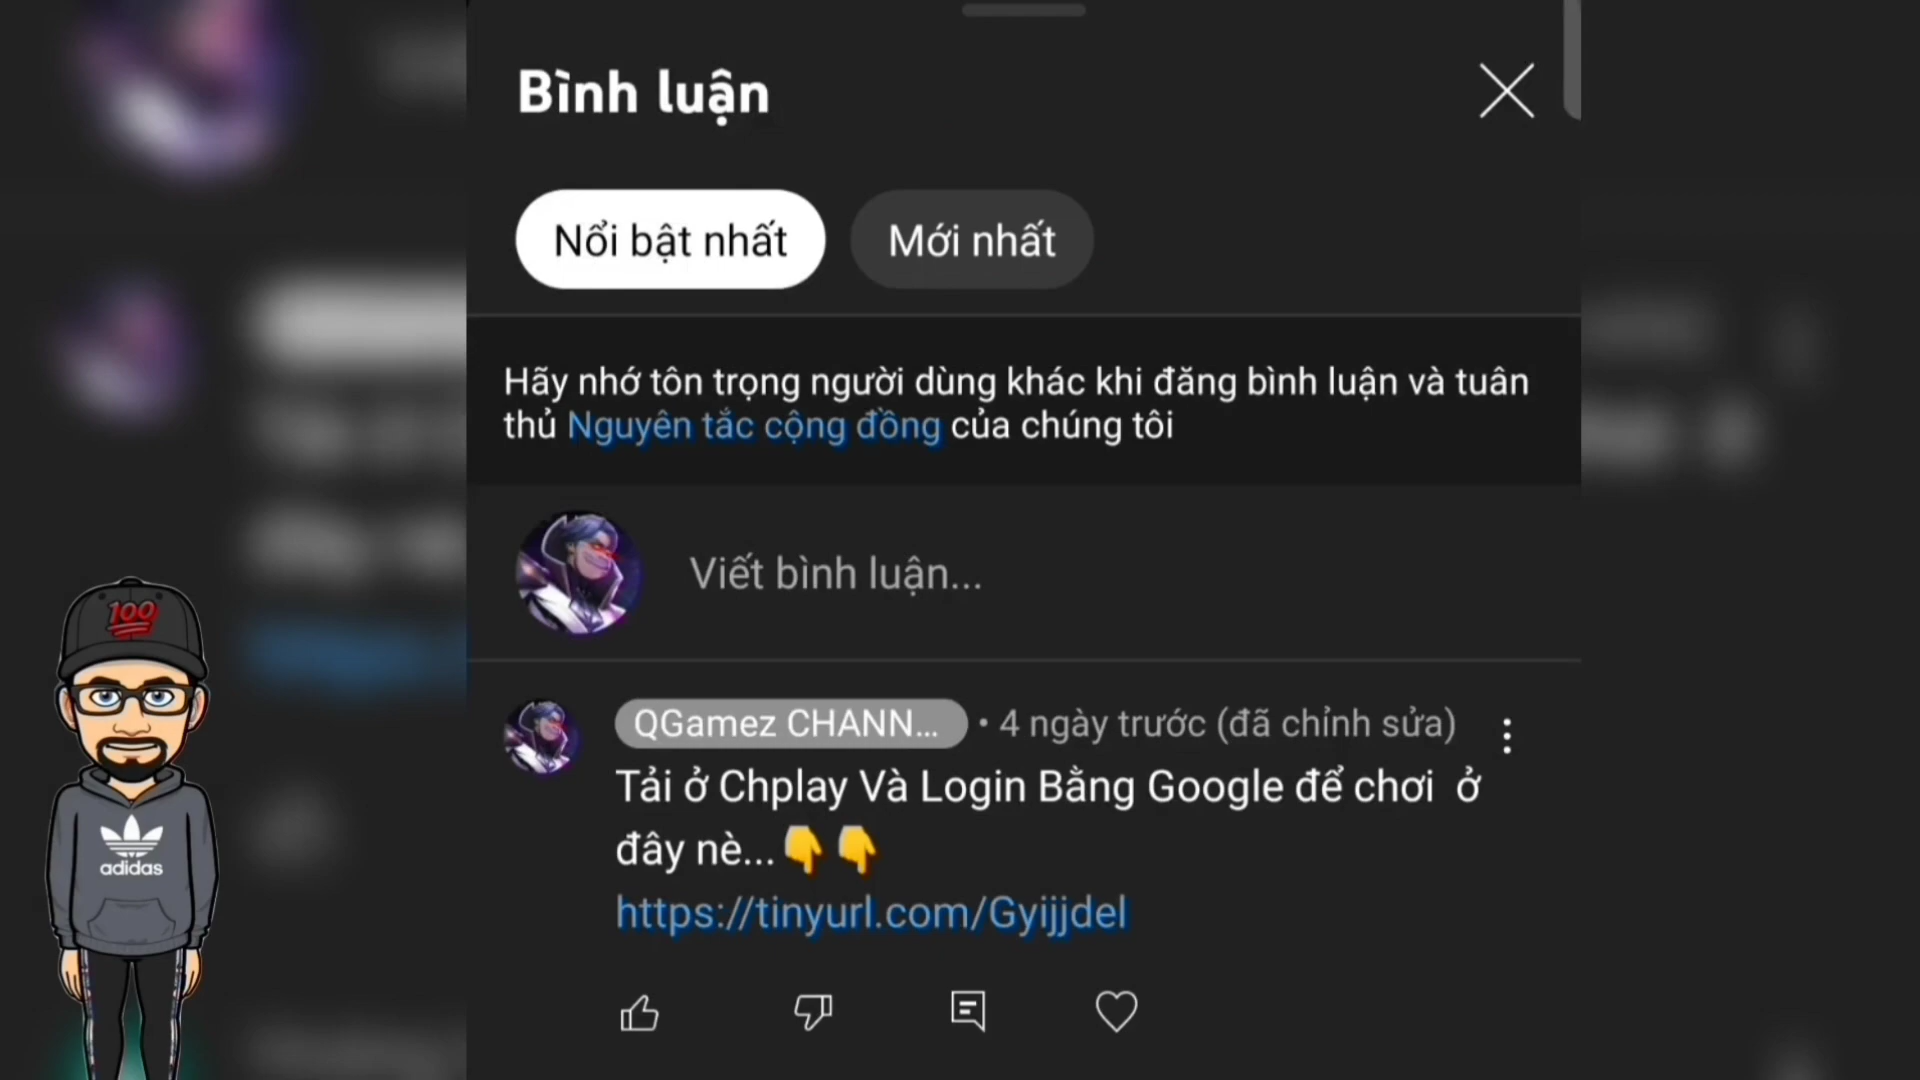 Bình luận
Nổi bật nhất
Mới nhất
Hãy nhớ tôn trọng người dùng khác khi đăng bình luận và tuân
thủ Nguyên tắc cộng đồng của chúng tôi
Viết bình luận...
QGamez CHANN... • 4 ngày trước (đã chỉnh sửa)
Tải ở Chplay Và Login Bằng Google để chơi ở
đây nè...👇👇
https://tinyurl.com/Gyijjdel
100
adidas